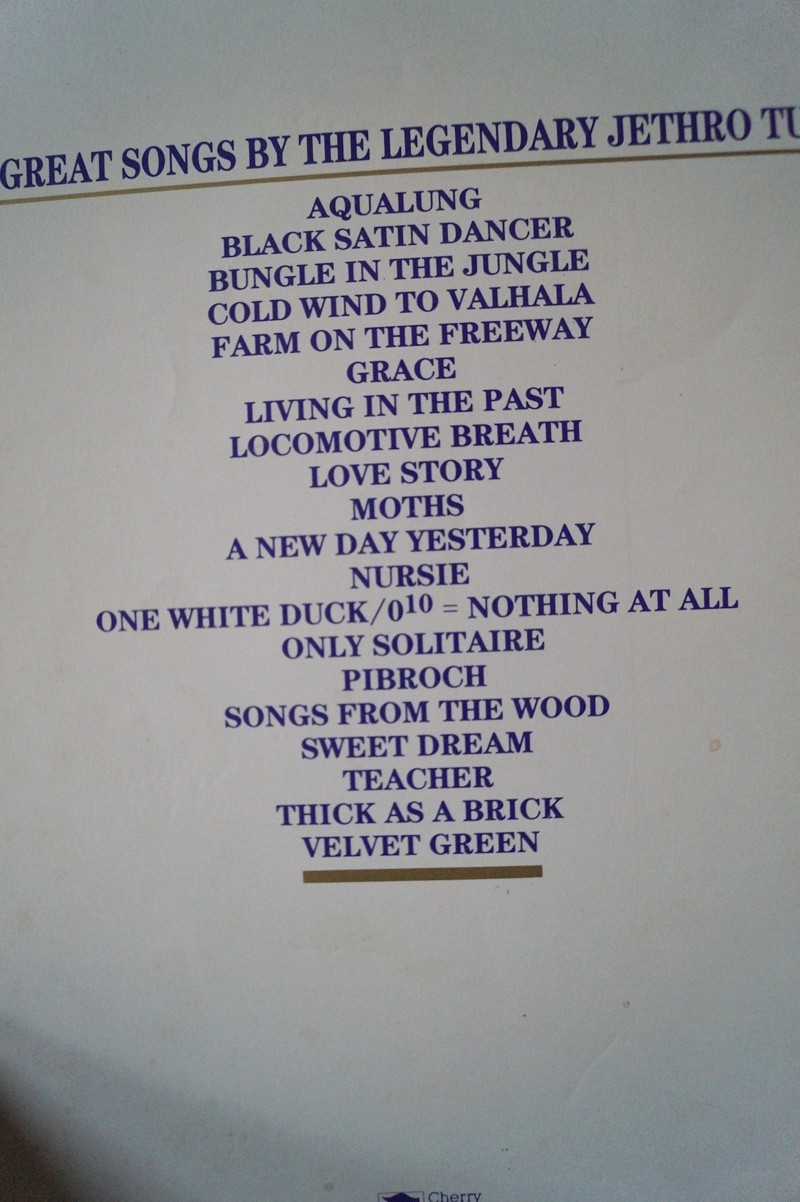 GREAT SONGS BY THE LEGENDARY JETHRO TU
AQUALUNG
BLACK SATIN DANCER
BUNGLE IN THE JUNGLE
COLD WIND TO VALHALA
FARM ON THE FREEWAY
GRACE
LIVING IN THE PAST
LOCOMOTIVE BREATH
LOVE STORY
MOTHS
A NEW DAY YESTERDAY
NURSIE
ONE WHITE DUCK/0¹⁰ = NOTHING AT ALL
ONLY SOLITAIRE
PIBROCH
SONGS FROM THE WOOD
SWEET DREAM
TEACHER
THICK AS A BRICK
VELVET GREEN
Cherry